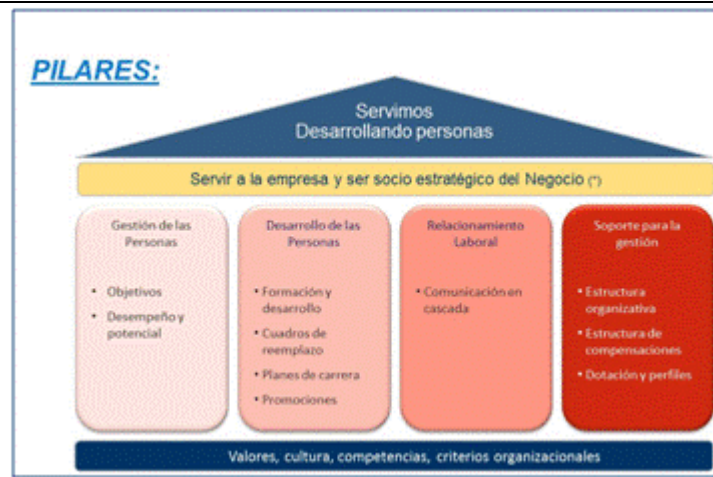 PILARES:
Servimos
Desarrollando personas
Servir a la empresa y ser socio estratégico del Negocio (*)
Gestión de las
Personas
• Objetivos
• Desempeño y
potencial
Desarrollo de las
Personas
• Formación y
desarrollo
• Cuadros de
reemplazo
• Planes de carrera
• Promociones
Relacionamiento
Laboral
• Comunicación en
cascada
Soporte para la
gestión
• Estructura
organizativa
• Estructura de
compensaciones
• Dotación y perfiles
Valores, cultura, competencias, criterios organizacionales